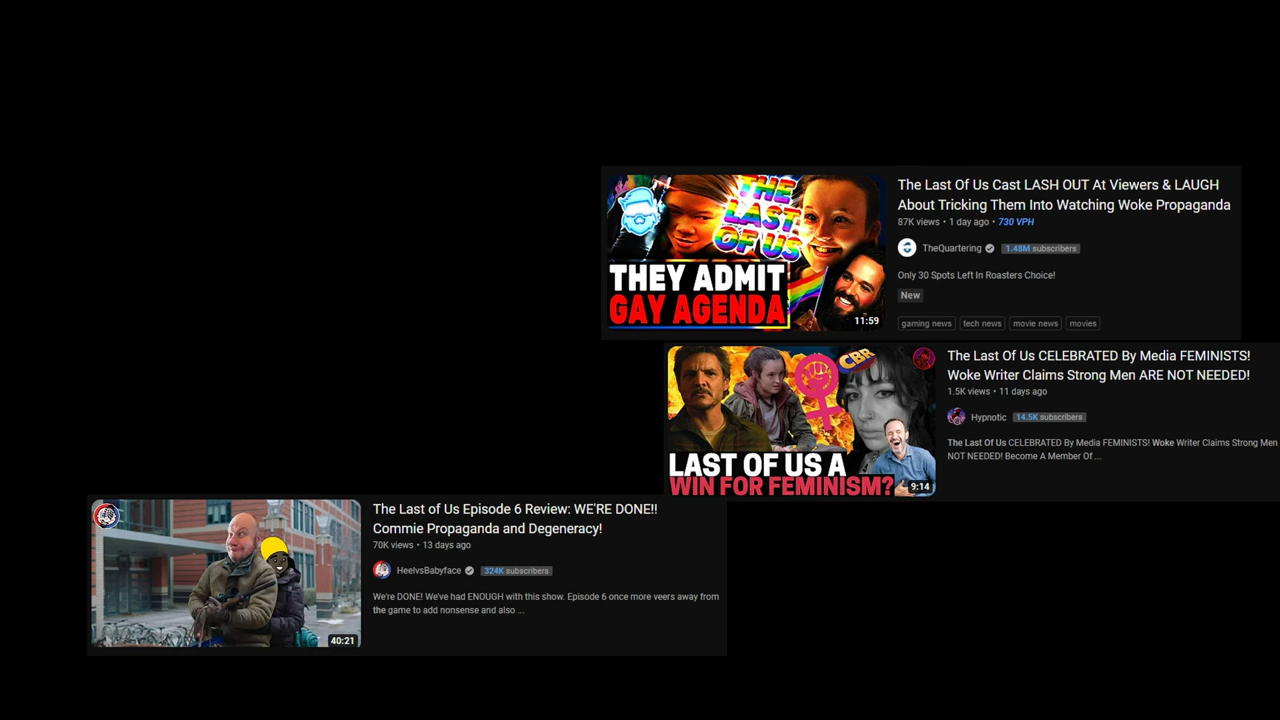 THE
LAST
OF US
THEY ADMIT
GAY AGENDA
11:59
The Last Of Us Cast LASH OUT At Viewers & LAUGH
About Tricking Them Into Watching Woke Propaganda
87K views • 1 day ago • 730 VPH
TheQuartering 1.48M subscribers
Only 30 Spots Left In Roasters Choice!
New
gaming news tech news movie news movies
CBR
LAST OF US A
WIN FOR FEMINISM?
9:14
The Last Of Us CELEBRATED By Media FEMINISTS!
Woke Writer Claims Strong Men ARE NOT NEEDED!
1.5K views • 11 days ago
Hypnotic 14.5K subscribers
The Last Of Us CELEBRATED By Media FEMINISTS! Woke Writer Claims Strong Men
NOT NEEDED! Become A Member Of ...
40:21
The Last of Us Episode 6 Review: WE'RE DONE!!
Commie Propaganda and Degeneracy!
70K views • 13 days ago
HeelvsBabyface 324K subscribers
We're DONE! We've had ENOUGH with this show. Episode 6 once more veers away from
the game to add nonsense and also ...